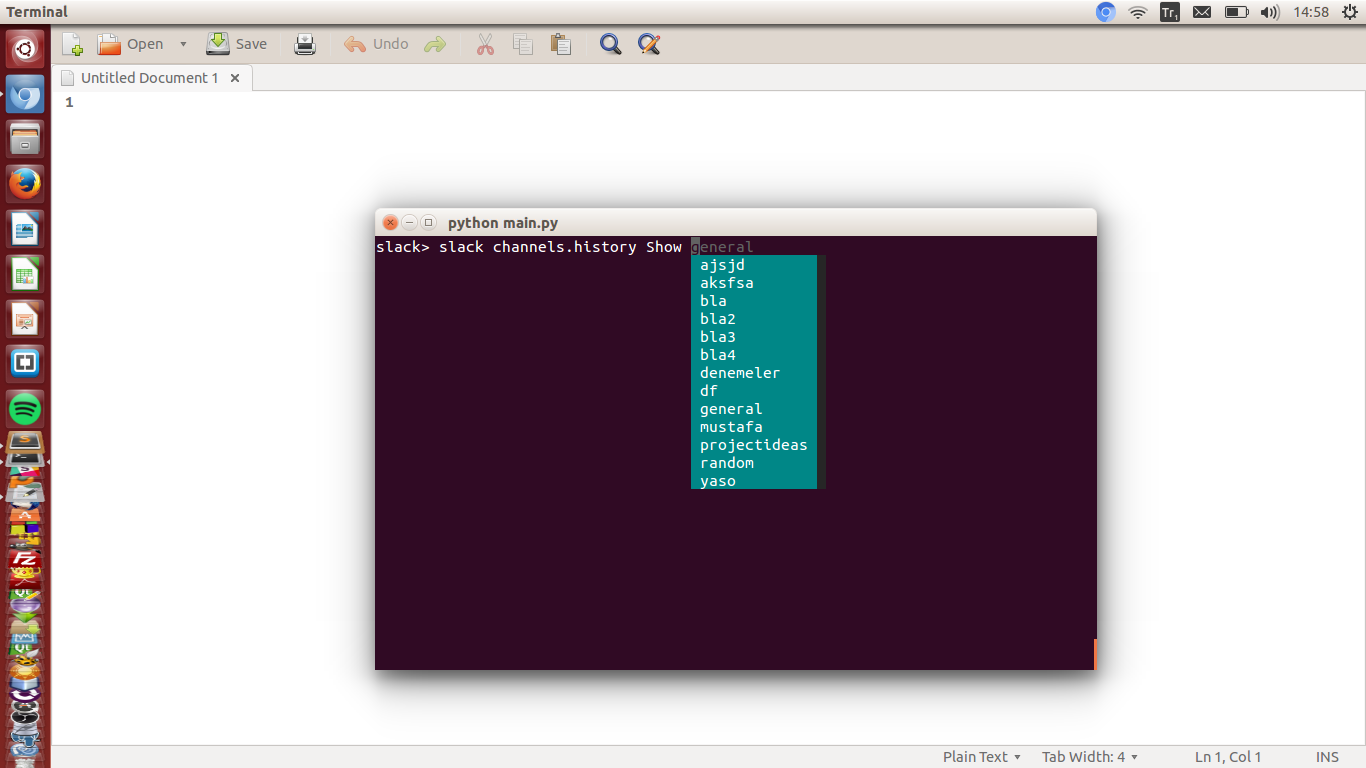 Terminal
Tr1 14:58
Open Save Undo
Untitled Document 1
1
python main.py
slack> slack channels.history Show general
ajsjd
aksfsa
bla
bla2
bla3
bla4
denemeler
df
general
mustafa
projectideas
random
yaso
Plain Text Tab Width: 4 Ln 1, Col 1 INS